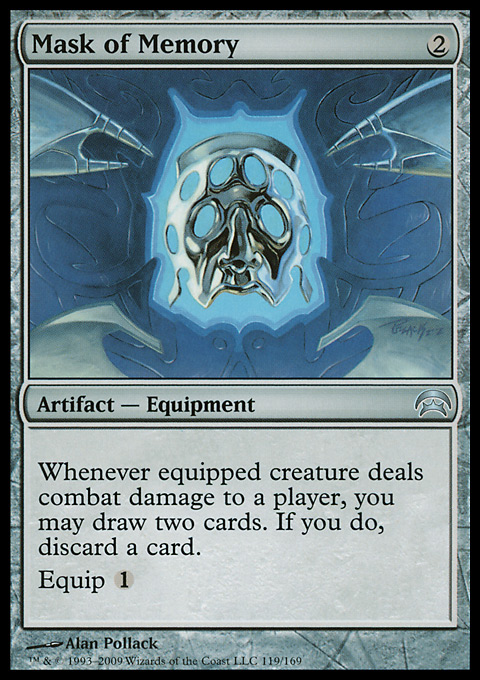 Mask of Memory 2
Artifact — Equipment
Whenever equipped creature deals
combat damage to a player, you
may draw two cards. If you do,
discard a card.
Equip 1
Alan Pollack
™ & © 1993–2009 Wizards of the Coast LLC 119/169